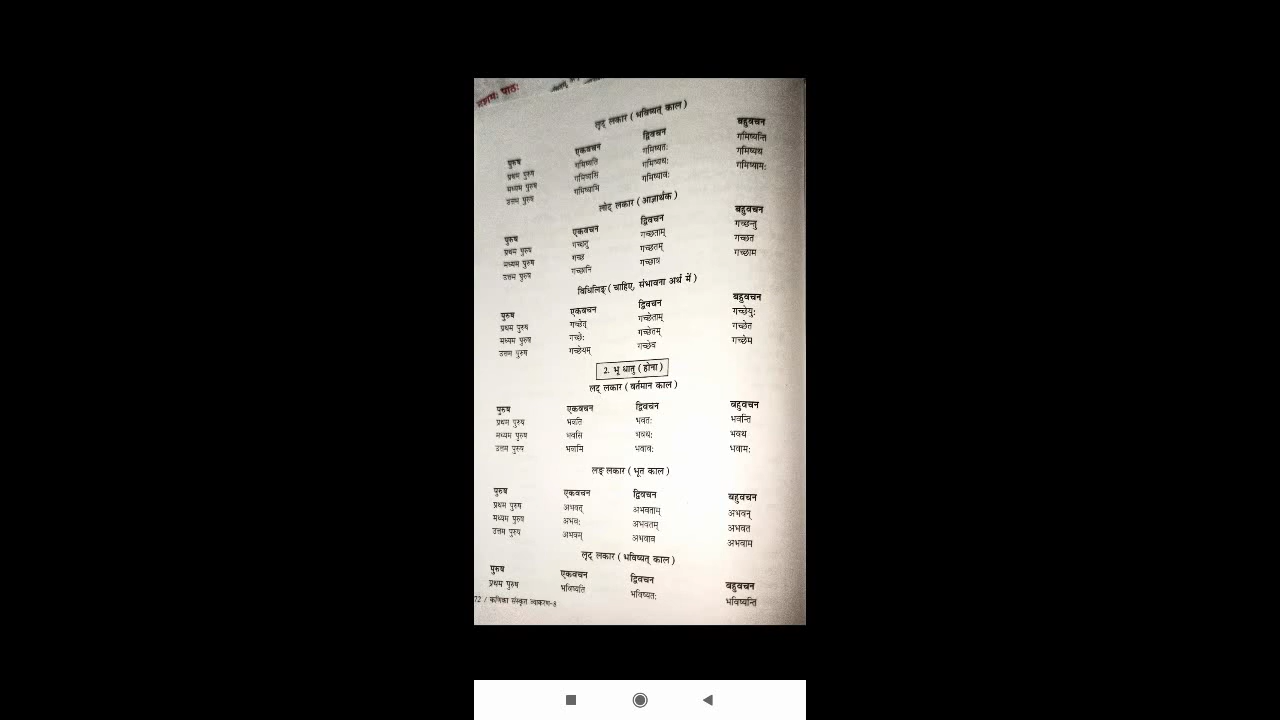 पाठः
लृट् लकार ( भविष्यत् काल )
पुरुष एकवचन द्विवचन बहुवचन
प्रथम पुरुष गमिष्यति गमिष्यतः गमिष्यन्ति
मध्यम पुरुष गमिष्यसि गमिष्यथः गमिष्यथ
उत्तम पुरुष गमिष्यामि गमिष्यावः गमिष्यामः
लोट् लकार ( आज्ञार्थक )
पुरुष एकवचन द्विवचन बहुवचन
प्रथम पुरुष गच्छतु गच्छताम् गच्छन्तु
मध्यम पुरुष गच्छ गच्छतम् गच्छत
उत्तम पुरुष गच्छानि गच्छाव गच्छाम
विधिलिङ् ( चाहिए, संभावना अर्थ में )
पुरुष एकवचन द्विवचन बहुवचन
प्रथम पुरुष गच्छेत् गच्छेताम् गच्छेयुः
मध्यम पुरुष गच्छेः गच्छेतम् गच्छेत
उत्तम पुरुष गच्छेयम् गच्छेव गच्छेम
2. भू धातु ( होना )
लट् लकार ( वर्तमान काल )
पुरुष एकवचन द्विवचन बहुवचन
प्रथम पुरुष भवति भवतः भवन्ति
मध्यम पुरुष भवसि भवथः भवथ
उत्तम पुरुष भवामि भवावः भवामः
लङ् लकार ( भूत काल )
पुरुष एकवचन द्विवचन बहुवचन
प्रथम पुरुष अभवत् अभवताम् अभवन्
मध्यम पुरुष अभवः अभवतम् अभवत
उत्तम पुरुष अभवम् अभवाव अभवाम
लृट् लकार ( भविष्यत् काल )
पुरुष एकवचन द्विवचन बहुवचन
प्रथम पुरुष भविष्यति भविष्यतः भविष्यन्ति
72 / कणिका संस्कृत व्याकरण–8